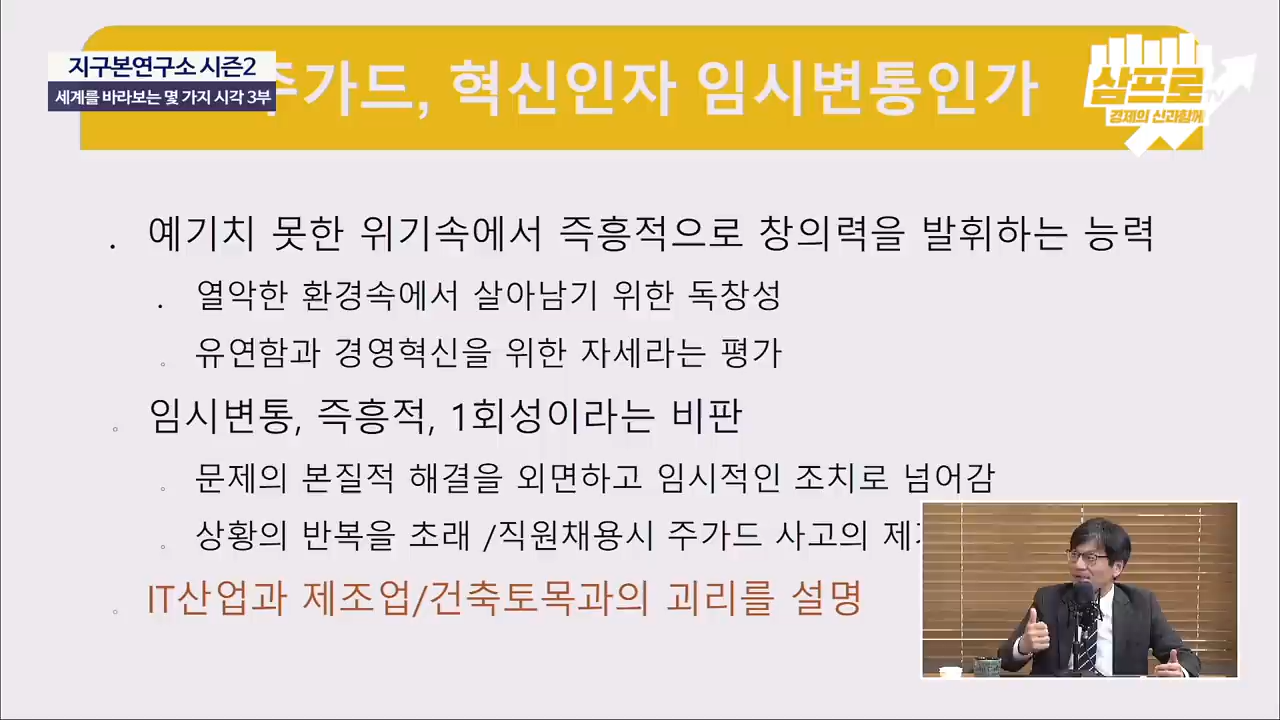 지구본연구소 시즌2
세계를 바라보는 몇 가지 시각 3부
주가드, 혁신인자 임시변통인가
삼프로TV
경제의 신과함께
. 예기치 못한 위기속에서 즉흥적으로 창의력을 발휘하는 능력
. 열악한 환경속에서 살아남기 위한 독창성
。 유연함과 경영혁신을 위한 자세라는 평가
。 임시변통, 즉흥적, 1회성이라는 비판
。 문제의 본질적 해결을 외면하고 임시적인 조치로 넘어감
。 상황의 반복을 초래 /직원채용시 주가드 사고의
。 IT산업과 제조업/건축토목과의 괴리를 설명